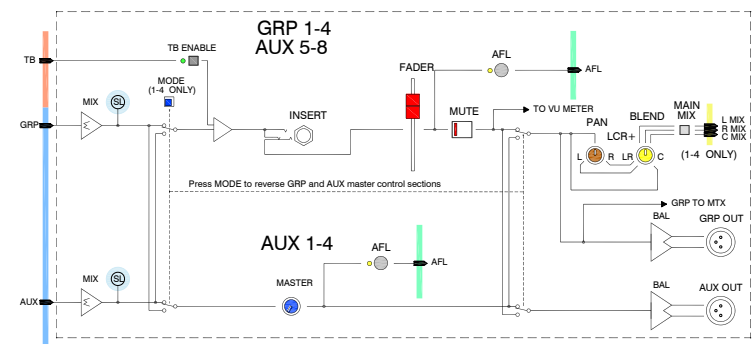 GRP 1-4
AUX 5-8
TB
TB ENABLE
MODE
(1-4 ONLY)
MIX
SL
GRP
Σ
INSERT
FADER
AFL
AFL
MUTE
TO VU METER
PAN
L
R
LCR+
BLEND
LR
C
MAIN
MIX
L MIX
R MIX
C MIX
(1-4 ONLY)
Press MODE to reverse GRP and AUX master control sections
GRP TO MTX
BAL
GRP OUT
AUX 1-4
AFL
AFL
MIX
SL
AUX
Σ
MASTER
BAL
AUX OUT